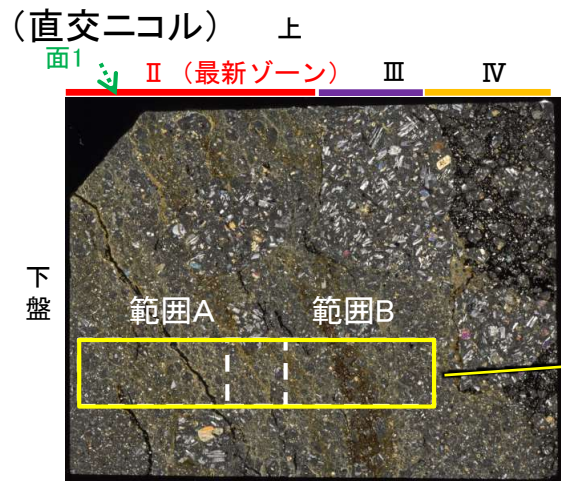 （直交ニコル） 上
面1
Ⅱ （最新ゾーン） Ⅲ Ⅳ
下盤
範囲A 範囲B